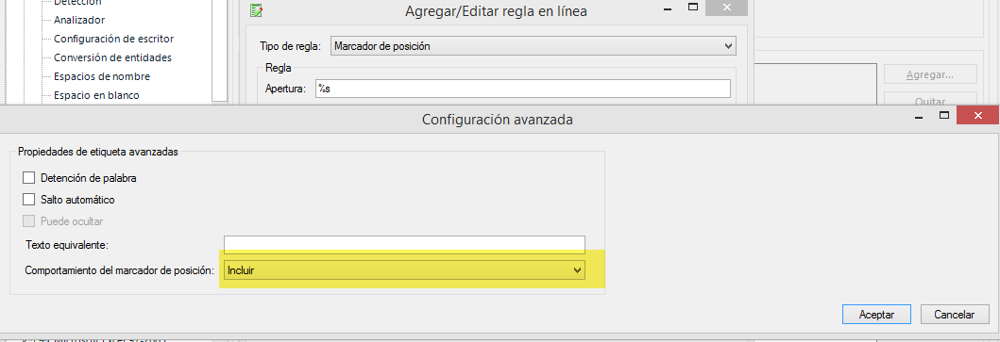 Detección
Analizador
Configuración de escritor
Conversión de entidades
Espacios de nombre
Espacio en blanco
Agregar/Editar regla en línea
Tipo de regla: Marcador de posición
Regla
Apertura: %s
Agregar...
Quitar
Configuración avanzada
Propiedades de etiqueta avanzadas
Detención de palabra
Salto automático
Puede ocultar
Texto equivalente:
Comportamiento del marcador de posición: Incluir
Aceptar
Cancelar